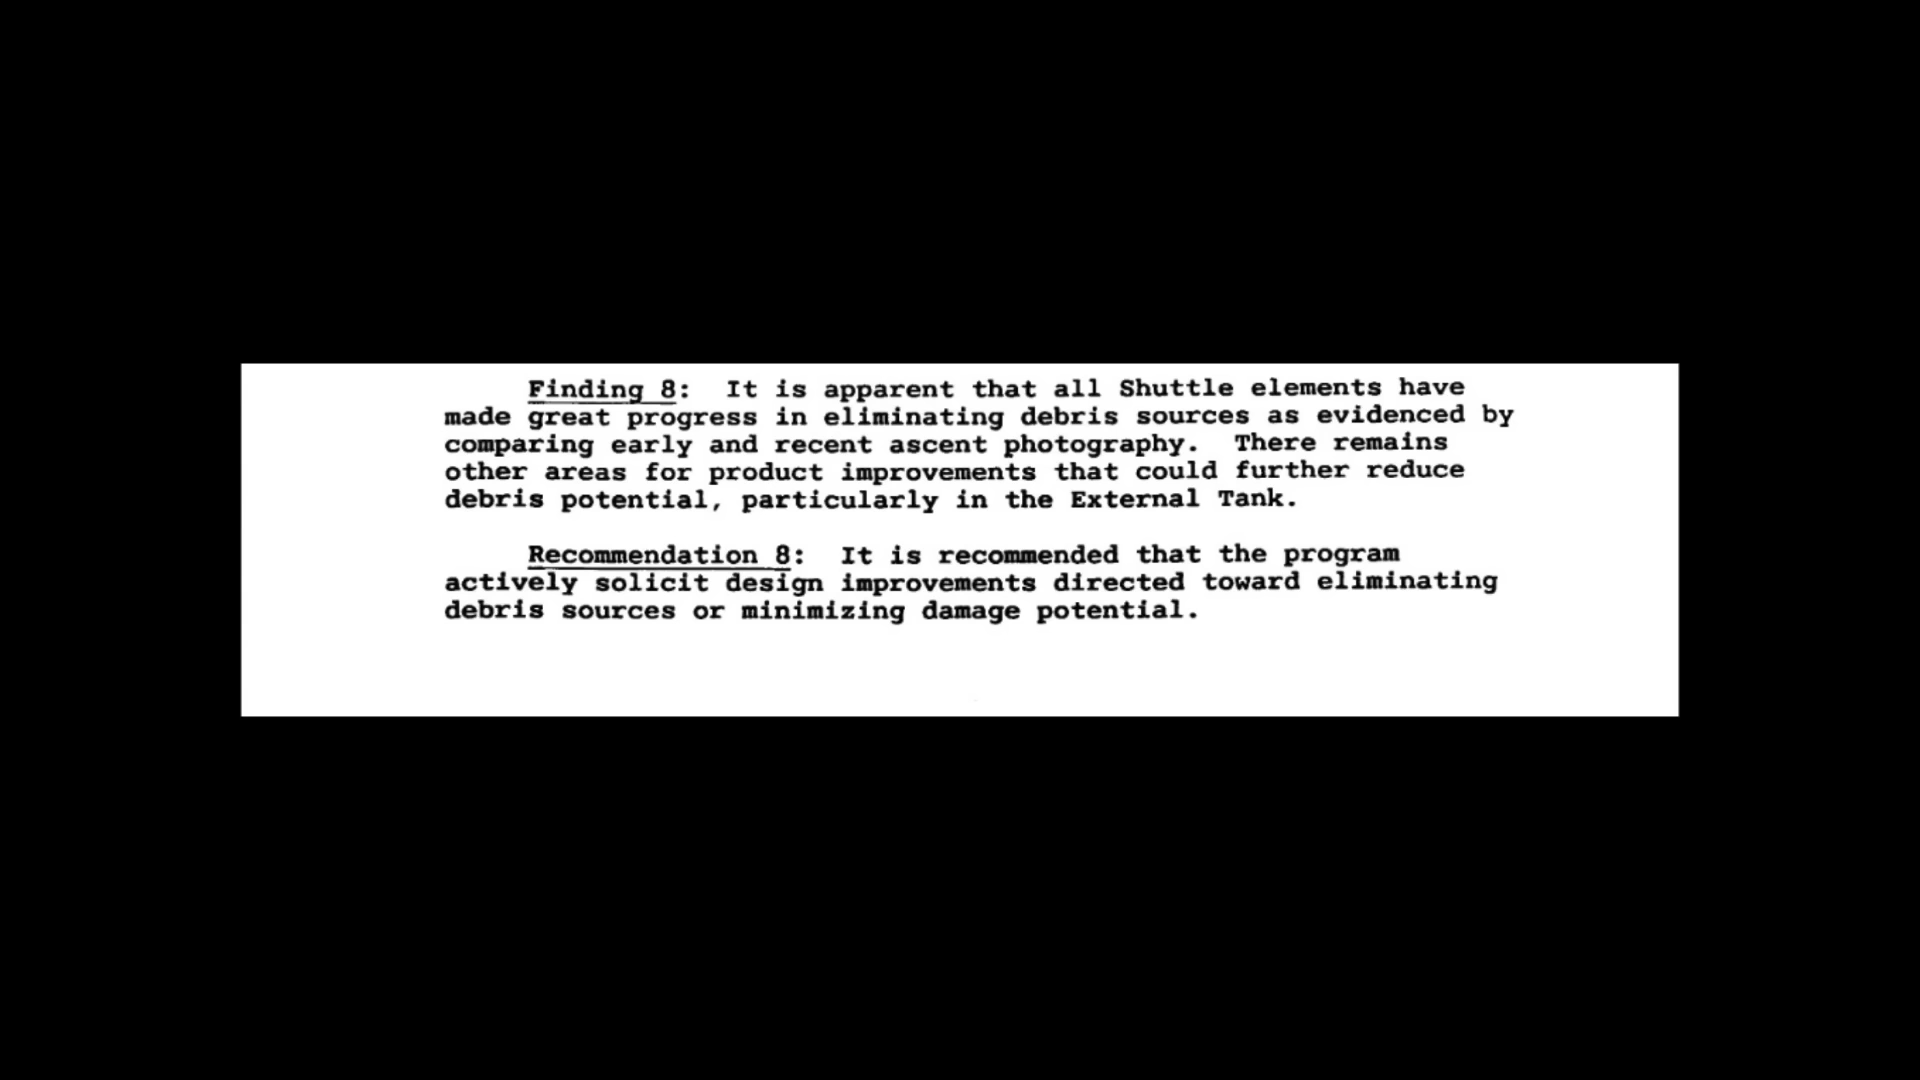 Finding 8:  It is apparent that all Shuttle elements have
made great progress in eliminating debris sources as evidenced by
comparing early and recent ascent photography.  There remains
other areas for product improvements that could further reduce
debris potential, particularly in the External Tank.
Recommendation 8:  It is recommended that the program
actively solicit design improvements directed toward eliminating
debris sources or minimizing damage potential.